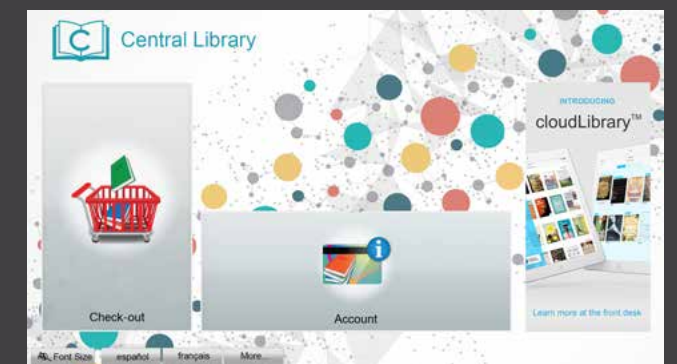 C
Central Library
INTRODUCING
cloudLibrary™
Learn more at the front desk
Check-out
Account
Font Size español français More...